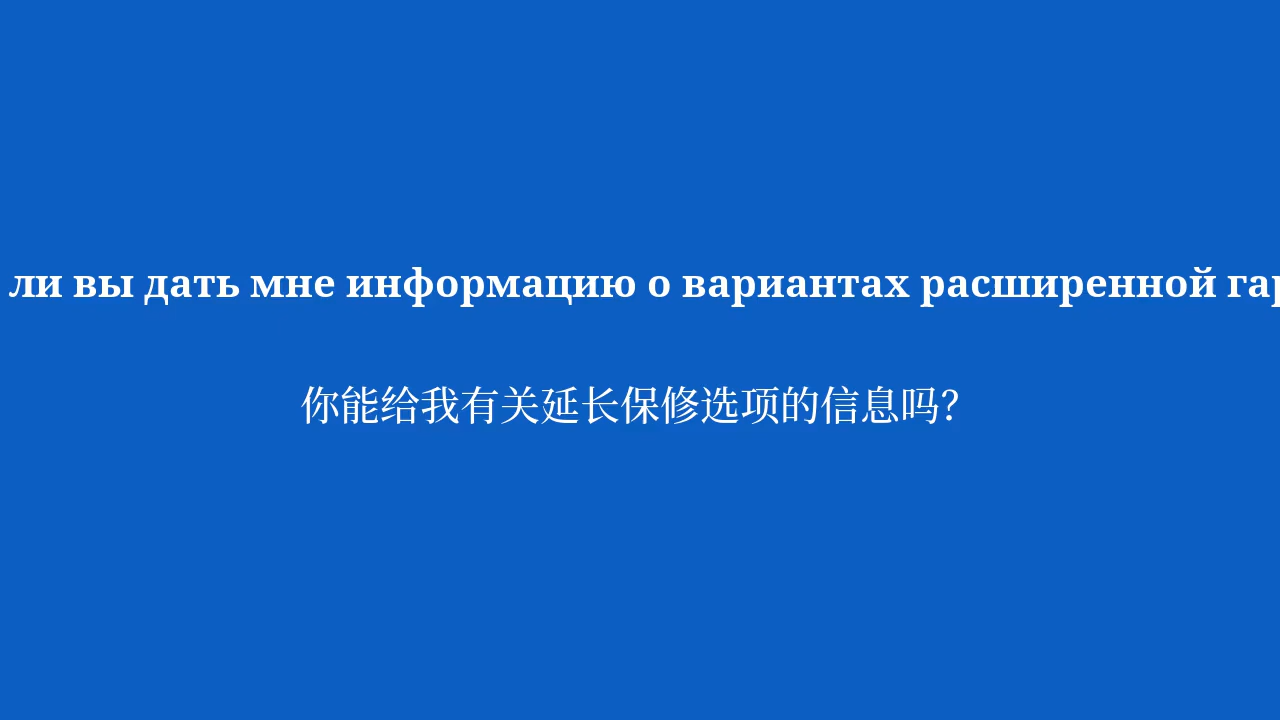 ли вы дать мне информацию о вариантах расширенной
你能给我有关延长保修选项的信息吗?